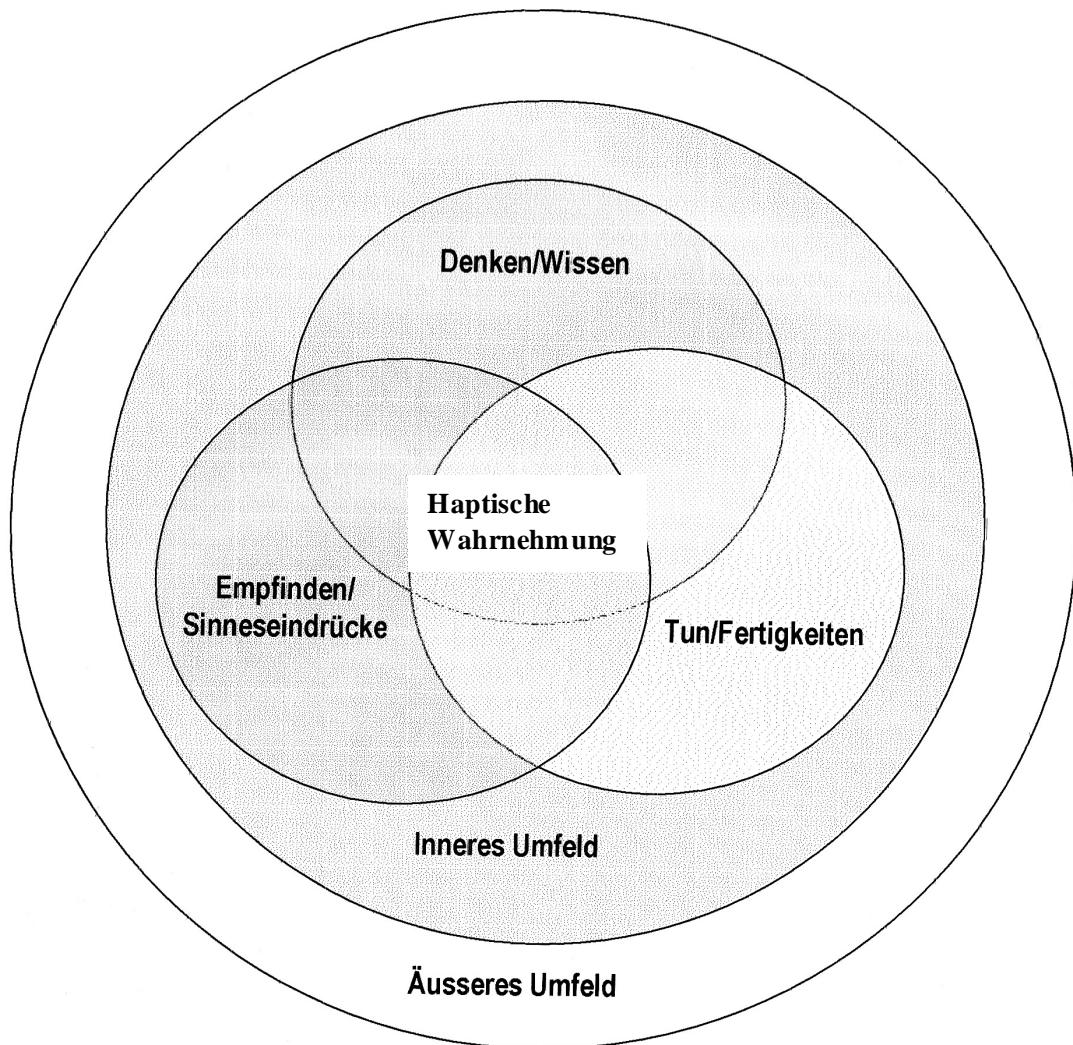 Denken/Wissen
Haptische
Wahrnehmung
Empfinden/
Sinneseindrücke
Tun/Fertigkeiten
Inneres Umfeld
Äusseres Umfeld